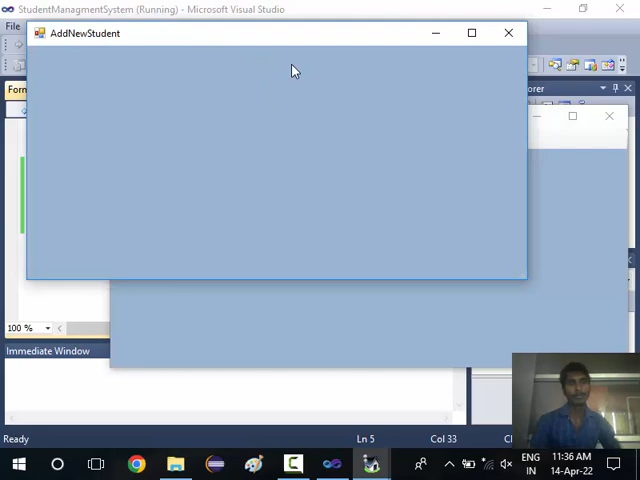 StudentManagmentSystem (Running) - Microsoft Visual Studio
File
AddNewStudent
Form
orer
100 %
Immediate Window
Ready
Ln 5
Col 33
ENG
IN
11:36 AM
14-Apr-22